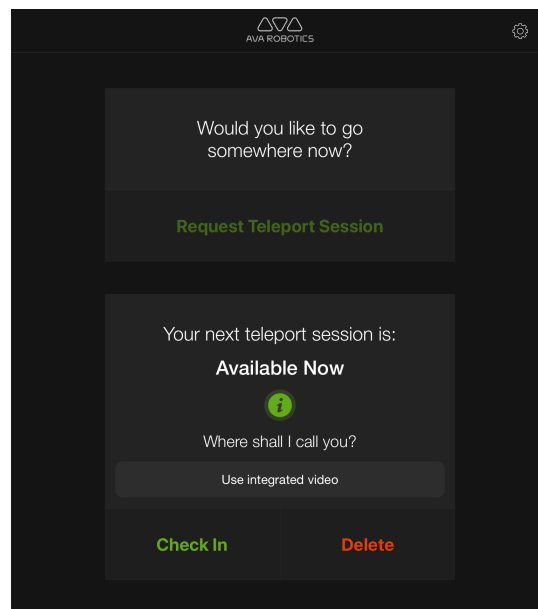 AVA ROBOTICS
Would you like to go
somewhere now?
Request Teleport Session
Your next teleport session is:
Available Now
i
Where shall I call you?
Use integrated video
Check In
Delete